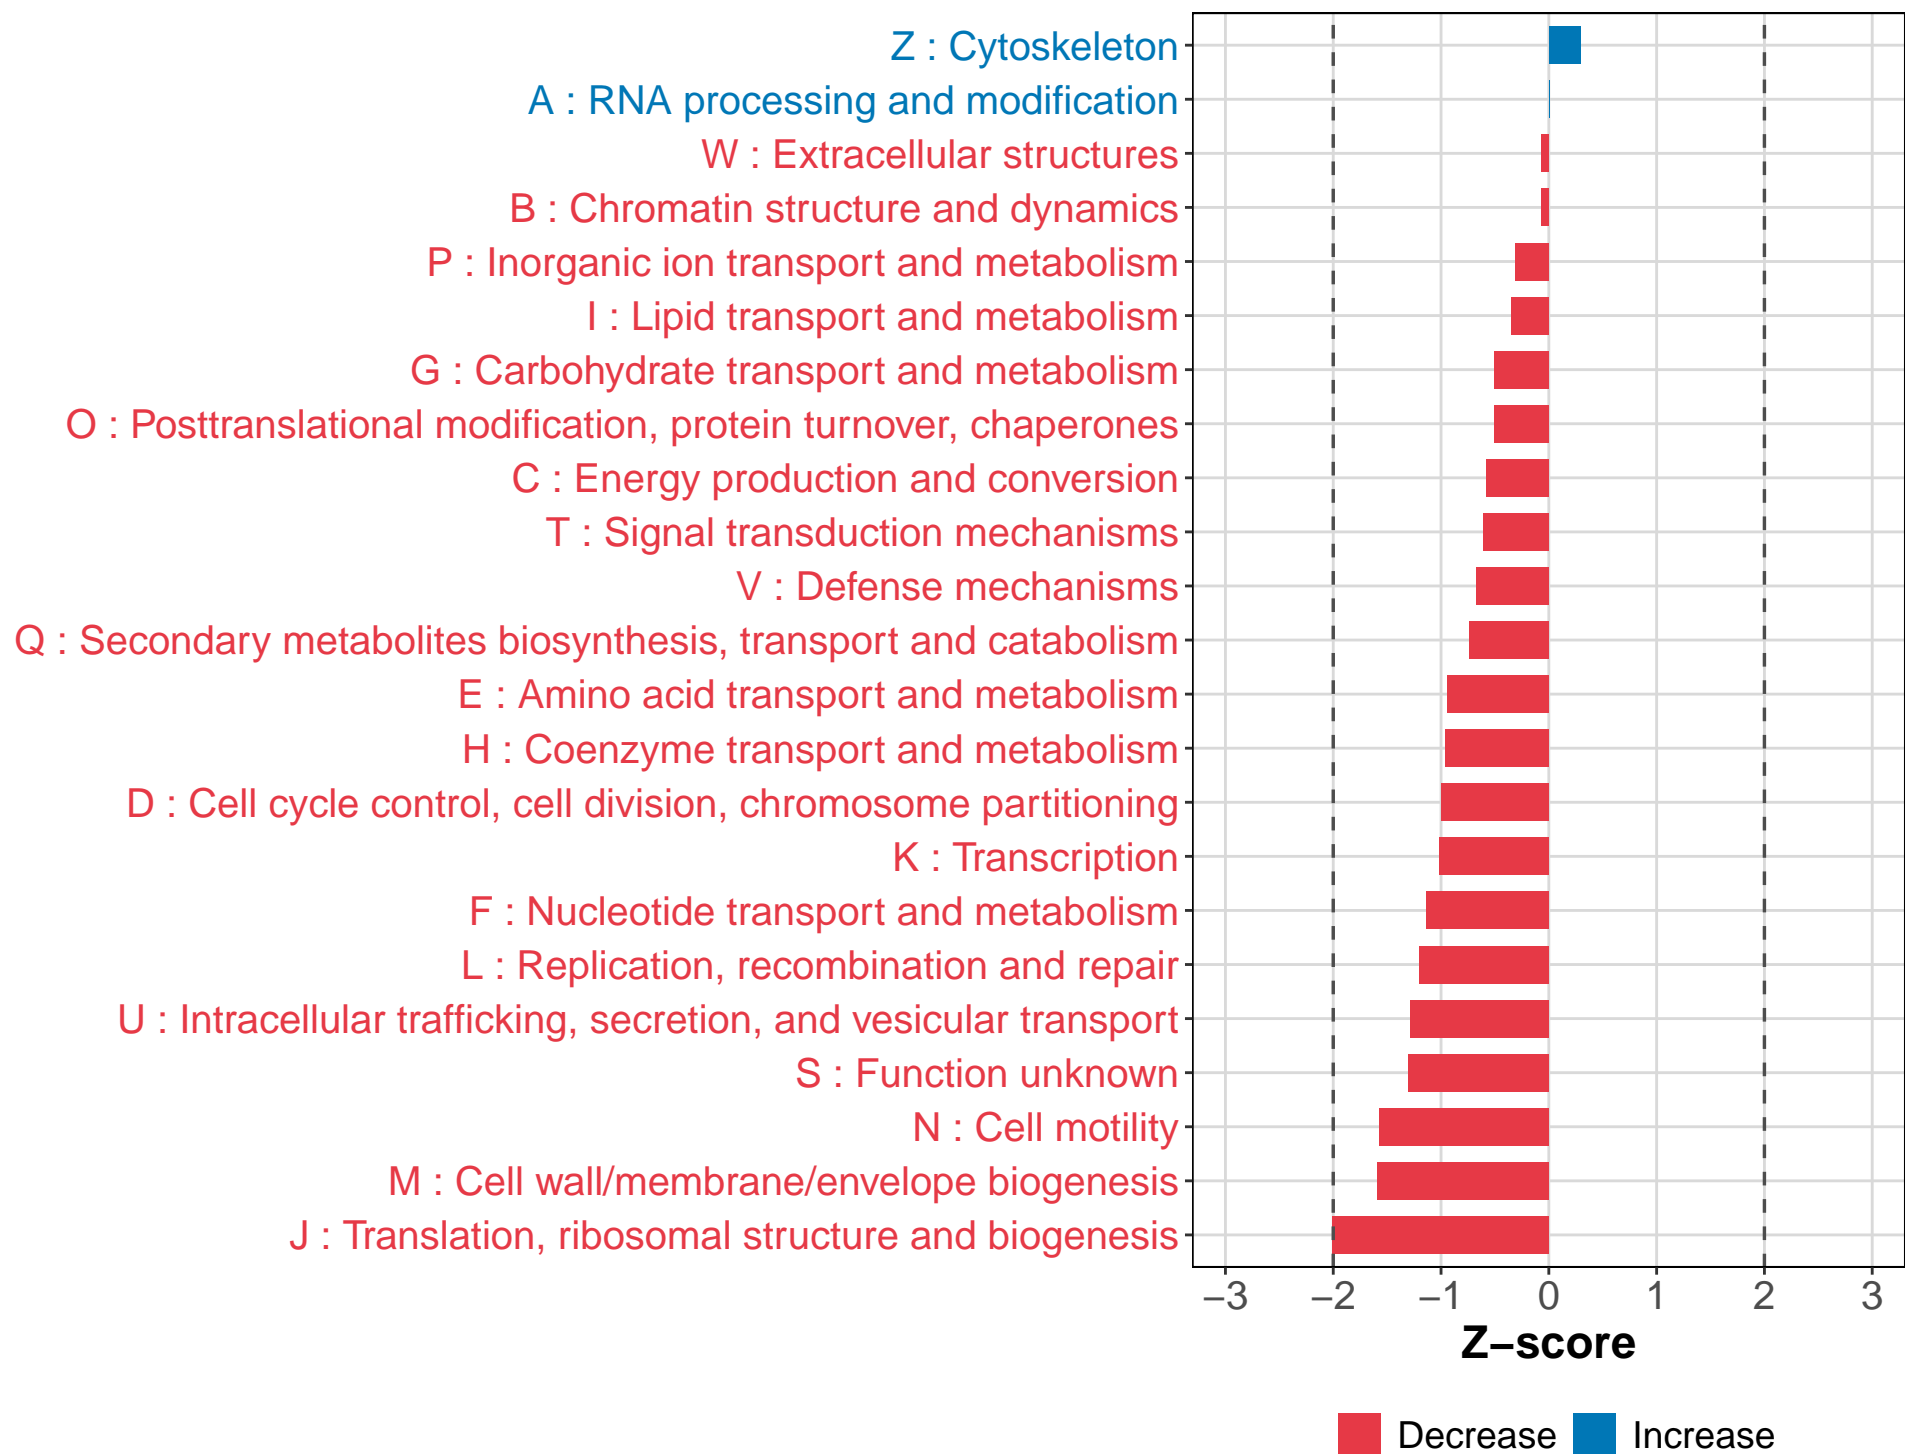 Z : Cytoskeleton
A : RNA processing and modification
W : Extracellular structures
B : Chromatin structure and dynamics
P : Inorganic ion transport and metabolism
I : Lipid transport and metabolism
G : Carbohydrate transport and metabolism
O : Posttranslational modification, protein turnover, chaperones
C : Energy production and conversion
T : Signal transduction mechanisms
V : Defense mechanisms
Q : Secondary metabolites biosynthesis, transport and catabolism
E : Amino acid transport and metabolism
H : Coenzyme transport and metabolism
D : Cell cycle control, cell division, chromosome partitioning
K : Transcription
F : Nucleotide transport and metabolism
L : Replication, recombination and repair
U : Intracellular trafficking, secretion, and vesicular transport
S : Function unknown
N : Cell motility
M : Cell wall/membrane/envelope biogenesis
J : Translation, ribosomal structure and biogenesis
−3 −2 −1 0 1 2 3
Z−score
Decrease Increase